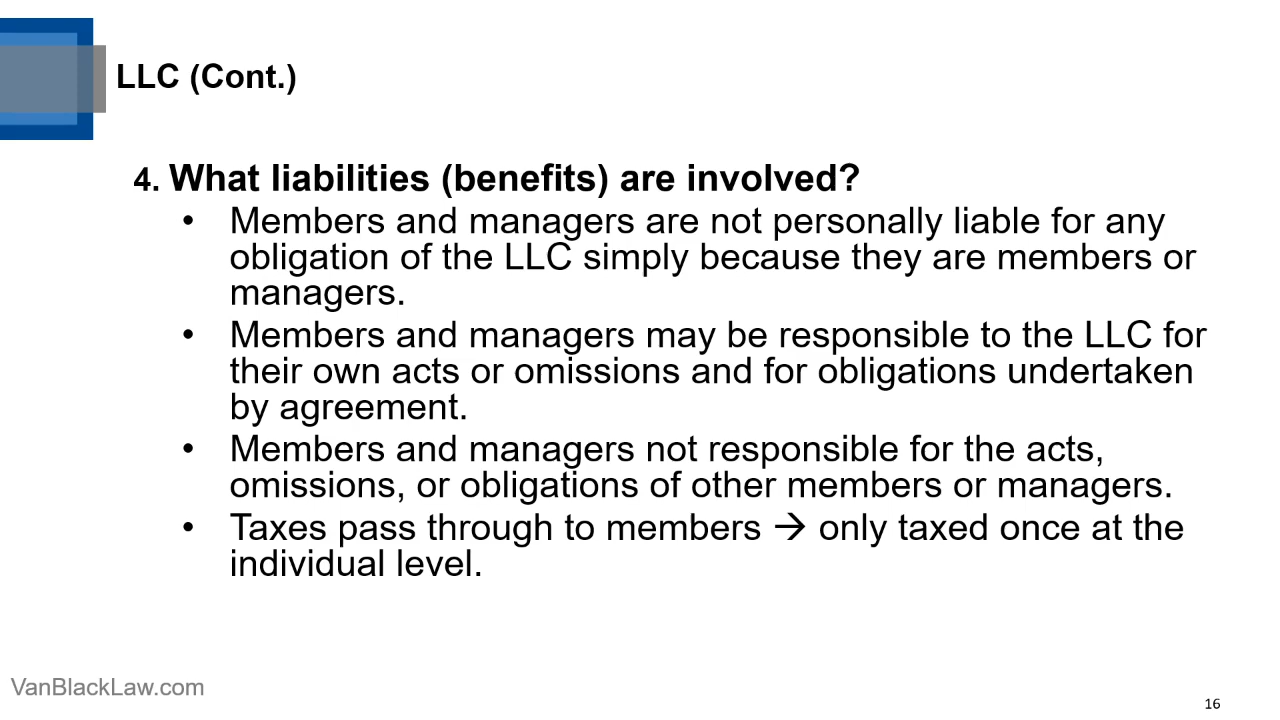 LLC (Cont.)
4. What liabilities (benefits) are involved?
• Members and managers are not personally liable for any
obligation of the LLC simply because they are members or
managers.
• Members and managers may be responsible to the LLC for
their own acts or omissions and for obligations undertaken
by agreement.
• Members and managers not responsible for the acts,
omissions, or obligations of other members or managers.
• Taxes pass through to members → only taxed once at the
individual level.
VanBlackLaw.com
16